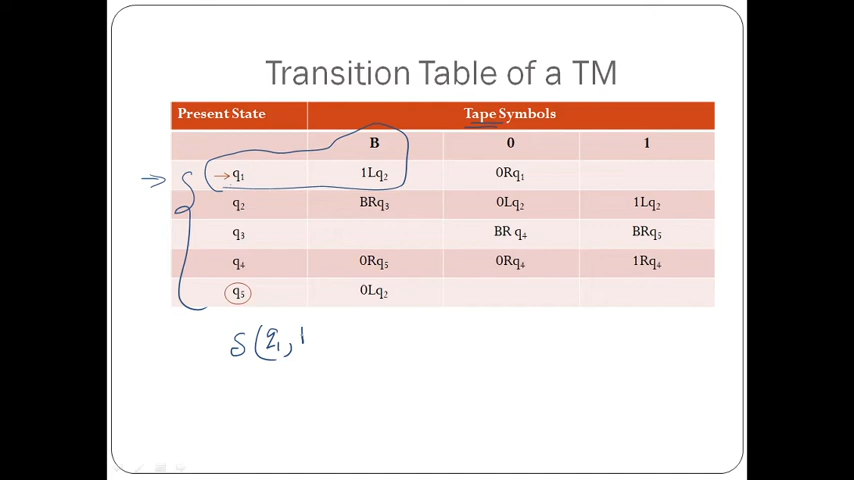 Transition Table of a TM
Present State Tape Symbols
B 0 1
→ q₁ 1Lq₂ 0Rq₁
q₂ BRq₃ 0Lq₂ 1Lq₂
q₃ BR q₄ BRq₅
q₄ 0Rq₅ 0Rq₄ 1Rq₄
q₅ 0Lq₂
δ(q₁, 1